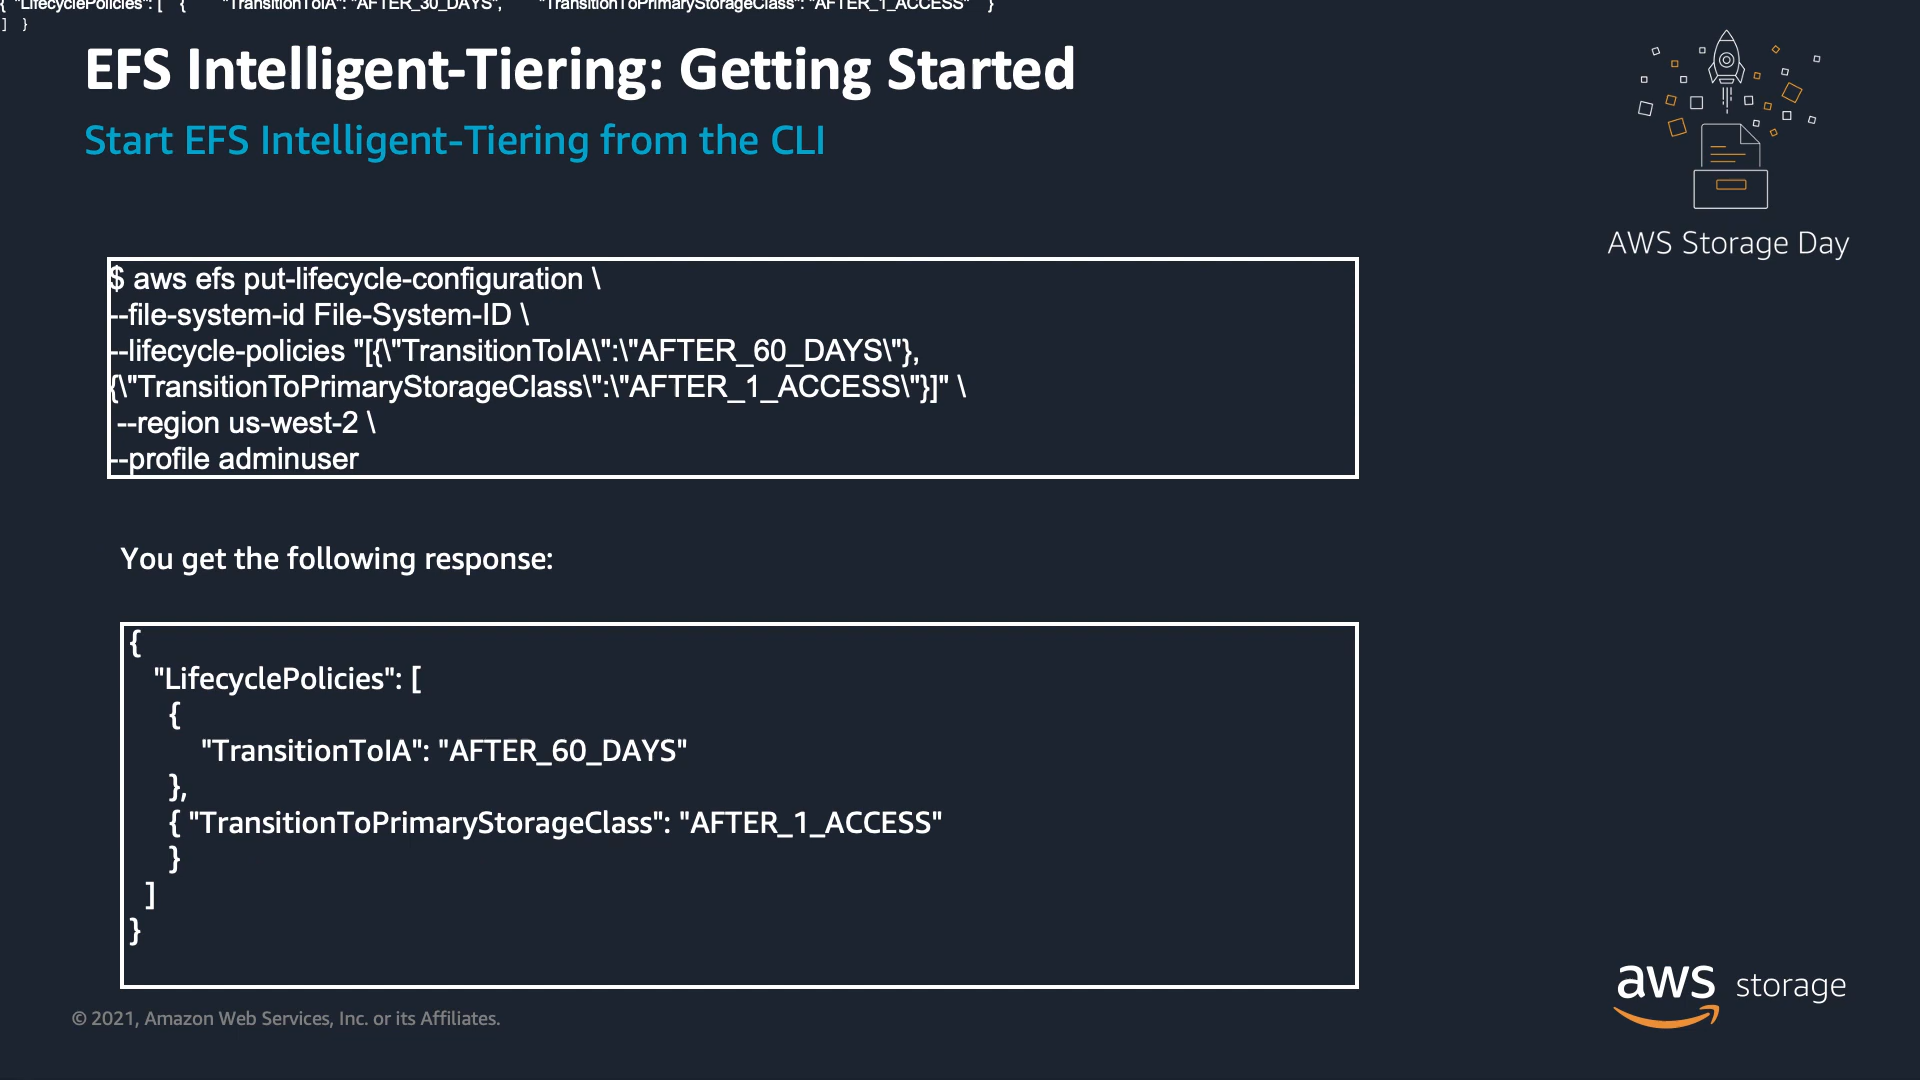 { "LifecyclePolicies": [ { "TransitionToIA": "AFTER_30_DAYS", "TransitionToPrimaryStorageClass": "AFTER_1_ACCESS" }
] }
EFS Intelligent-Tiering: Getting Started
Start EFS Intelligent-Tiering from the CLI
AWS Storage Day
$ aws efs put-lifecycle-configuration \
--file-system-id File-System-ID \
--lifecycle-policies "[{\"TransitionToIA\":\"AFTER_60_DAYS\"},
{\"TransitionToPrimaryStorageClass\":\"AFTER_1_ACCESS\"}]" \
--region us-west-2 \
--profile adminuser
You get the following response:
{
"LifecyclePolicies": [
{
"TransitionToIA": "AFTER_60_DAYS"
},
{ "TransitionToPrimaryStorageClass": "AFTER_1_ACCESS"
}
]
}
aws storage
© 2021, Amazon Web Services, Inc. or its Affiliates.